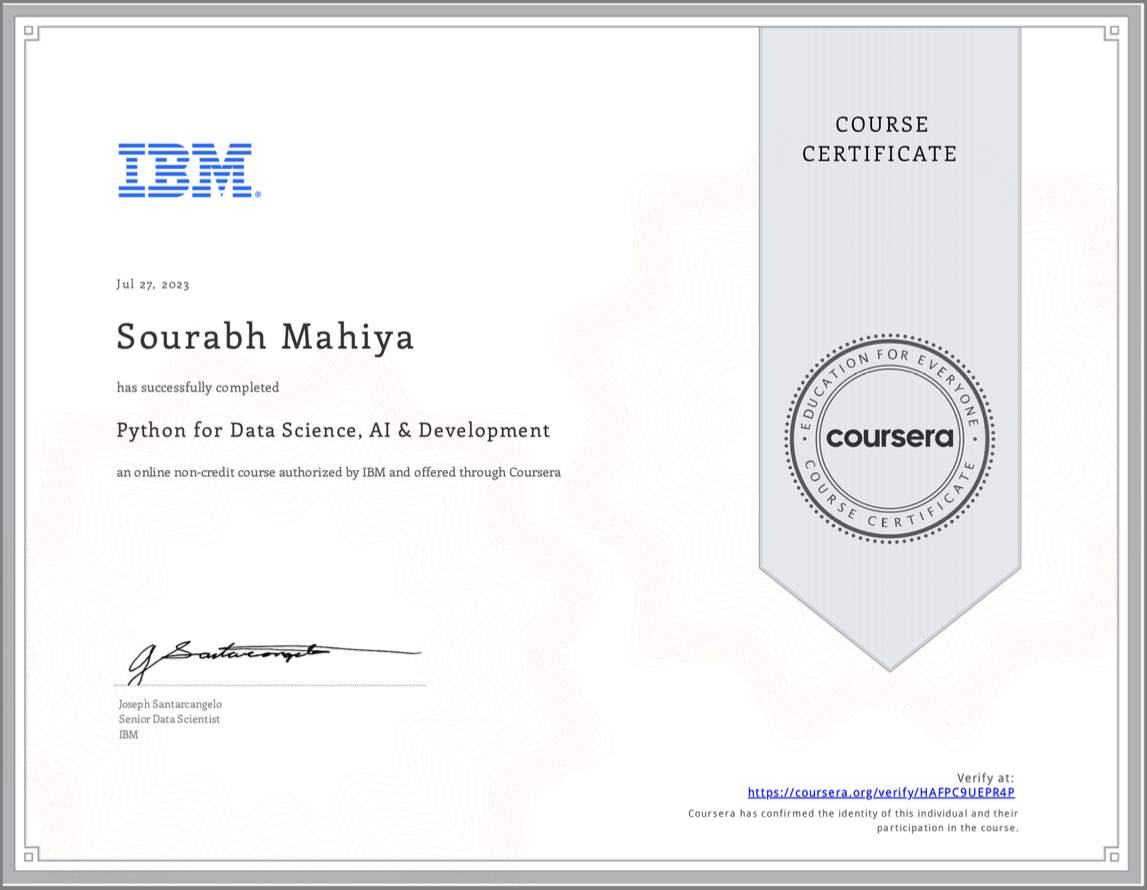 IBM®
COURSE
CERTIFICATE
Jul 27, 2023
Sourabh Mahiya
has successfully completed
Python for Data Science, AI & Development
an online non-credit course authorized by IBM and offered through Coursera
EDUCATION FOR EVERYONE
coursera
COURSE CERTIFICATE
J Santarcangelo
Joseph Santarcangelo
Senior Data Scientist
IBM
Verify at:
https://coursera.org/verify/HAFPC9UEPR4P
Coursera has confirmed the identity of this individual and their
participation in the course.